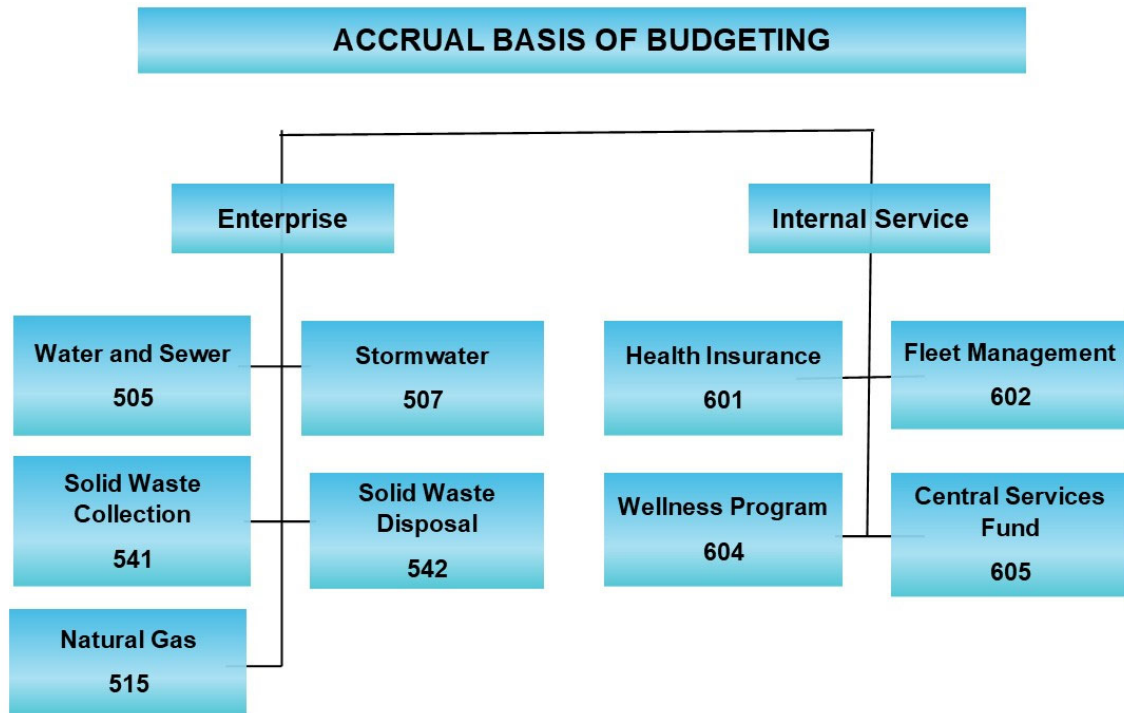 ACCRUAL BASIS OF BUDGETING
Enterprise
Internal Service
Water and Sewer
505
Stormwater
507
Health Insurance
601
Fleet Management
602
Solid Waste
Collection
541
Solid Waste
Disposal
542
Wellness Program
604
Central Services
Fund
605
Natural Gas
515